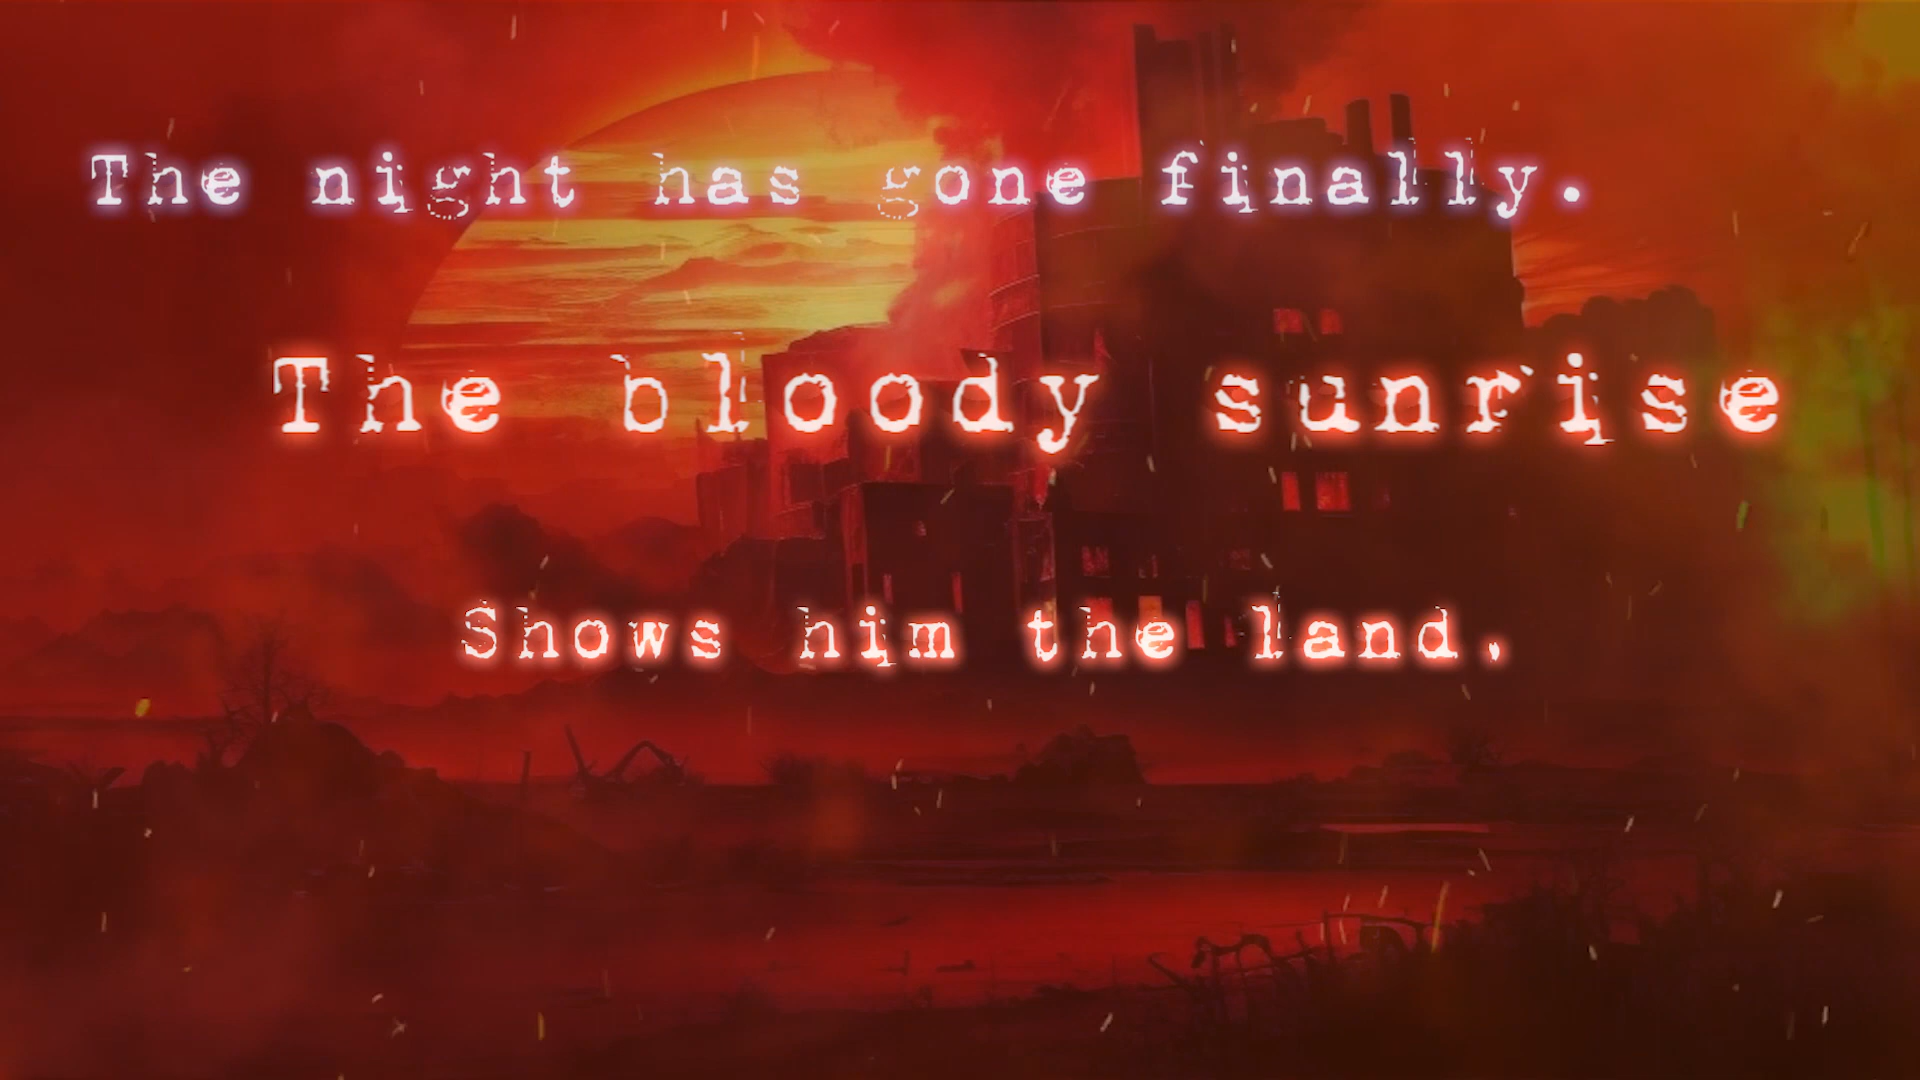 The night has gone finally.
The bloody sunrise
Shows him the land,